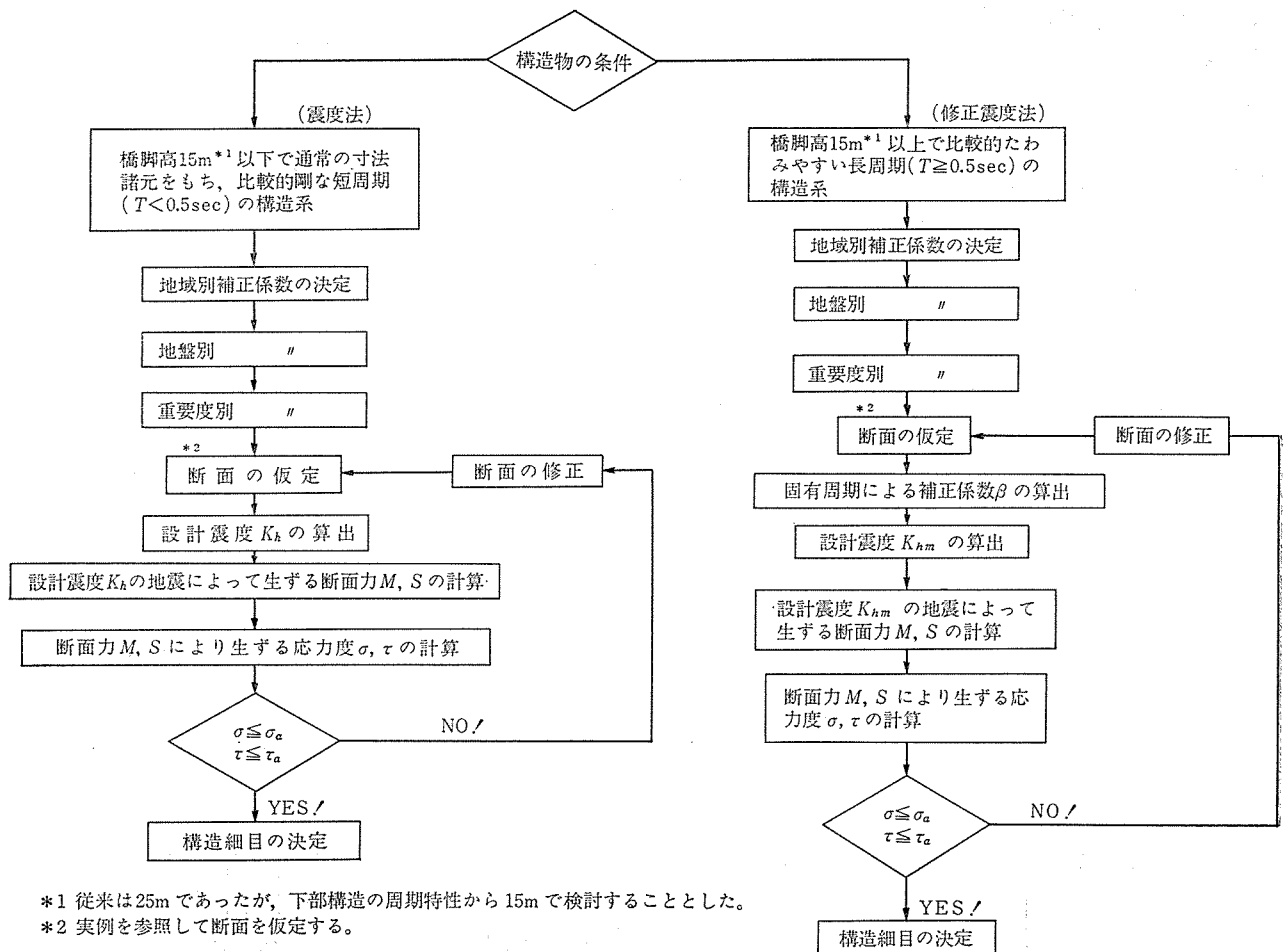 構造物の条件
(震度法)
橋脚高15m*1以下で通常の寸法
諸元をもち，比較的剛な短周期
(T<0.5sec)の構造系
地域別補正係数の決定
地盤別 〃
重要度別 〃
*2
断面の仮定
断面の修正
設計震度Khの算出
設計震度Khの地震によって生ずる断面力M, Sの計算
断面力M, Sにより生ずる応力度σ, τの計算
σ≦σa
τ≦τa
NO!
YES!
構造細目の決定
(修正震度法)
橋脚高15m*1以上で比較的たわ
みやすい長周期(T≧0.5sec)の
構造系
地域別補正係数の決定
地盤別 〃
重要度別 〃
*2
断面の仮定
断面の修正
固有周期による補正係数βの算出
設計震度Khmの算出
設計震度Khmの地震によって
生ずる断面力M, Sの計算
断面力M, Sにより生ずる応
力度σ, τの計算
σ≦σa
τ≦τa
NO!
YES!
構造細目の決定
*1 従来は25mであったが，下部構造の周期特性から15mで検討することとした。
*2 実例を参照して断面を仮定する。